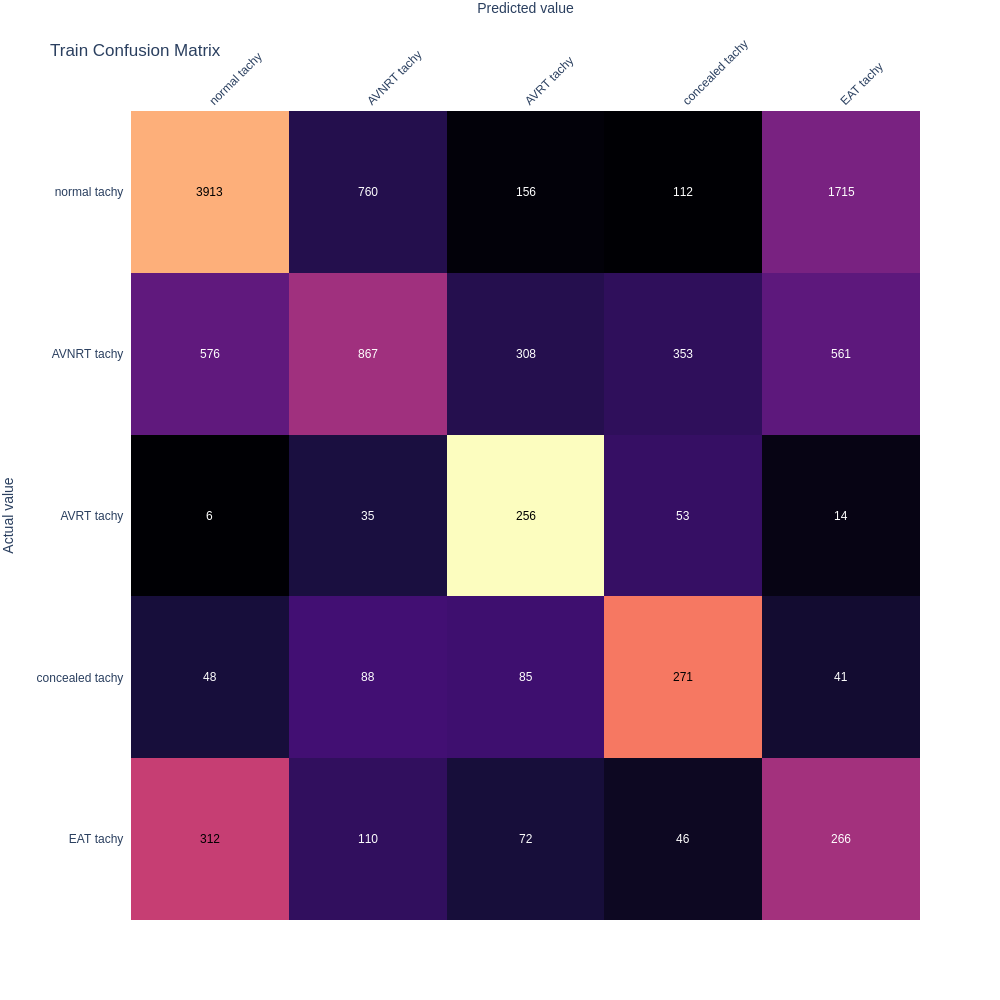 Predicted value
Train Confusion Matrix
normal tachy AVNRT tachy AVRT tachy concealed tachy EAT tachy
normal tachy 3913 760 156 112 1715
AVNRT tachy 576 867 308 353 561
AVRT tachy 6 35 256 53 14
concealed tachy 48 88 85 271 41
EAT tachy 312 110 72 46 266
Actual value